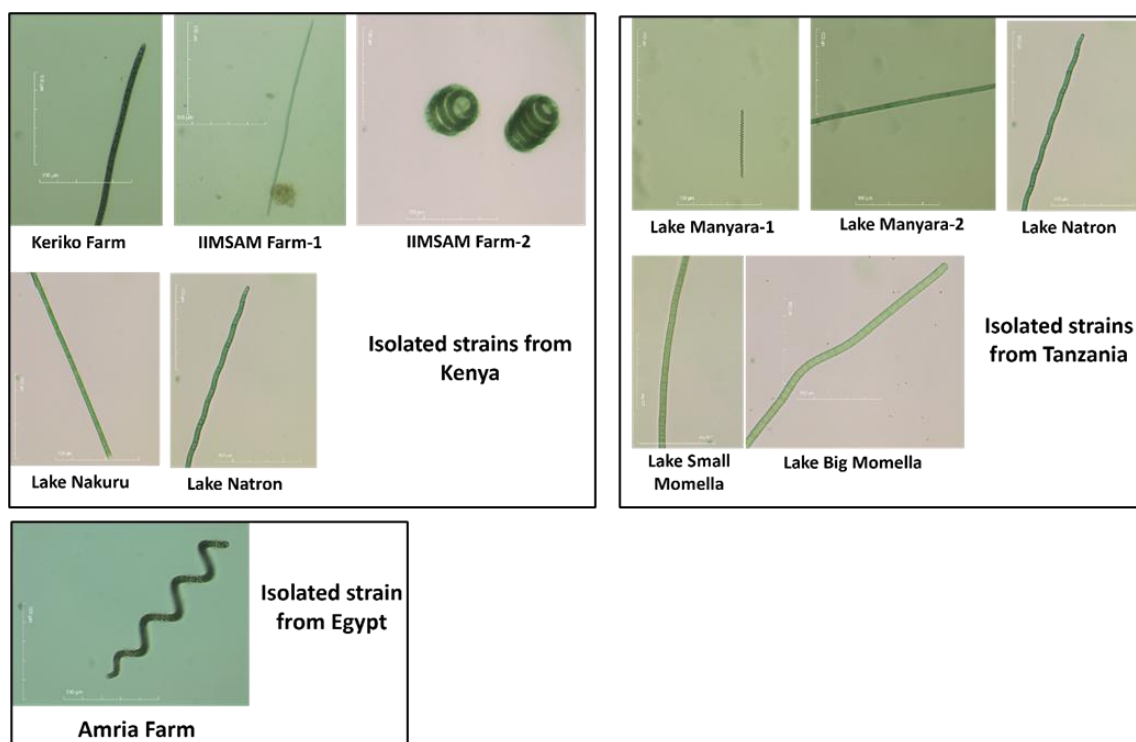 Keriko Farm
IIMSAM Farm-1
IIMSAM Farm-2
Lake Nakuru
Lake Natron
Isolated strains from
Kenya
Lake Manyara-1
Lake Manyara-2
Lake Natron
Lake Small
Momella
Lake Big Momella
Isolated strains
from Tanzania
100 µm
Amria Farm
Isolated strain
from Egypt